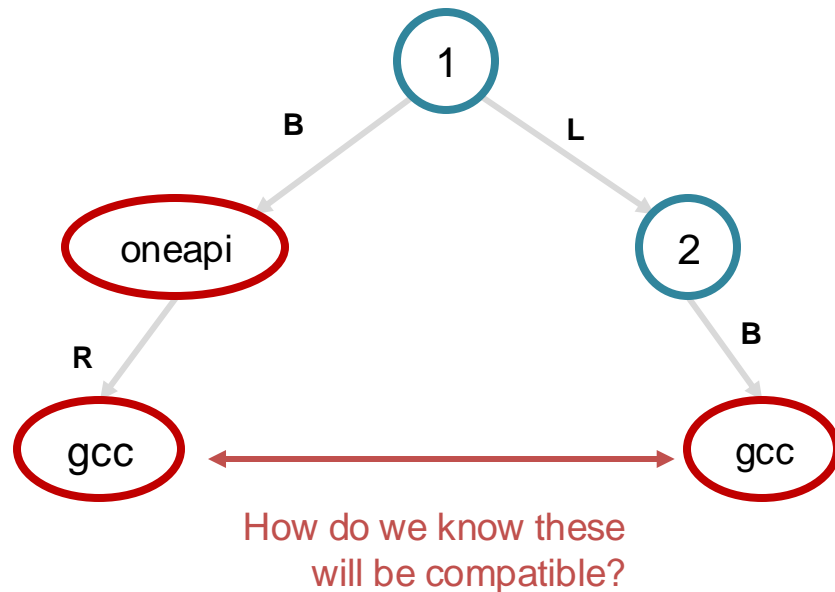 1
B
L
oneapi
2
R
B
gcc
gcc
How do we know these
will be compatible?